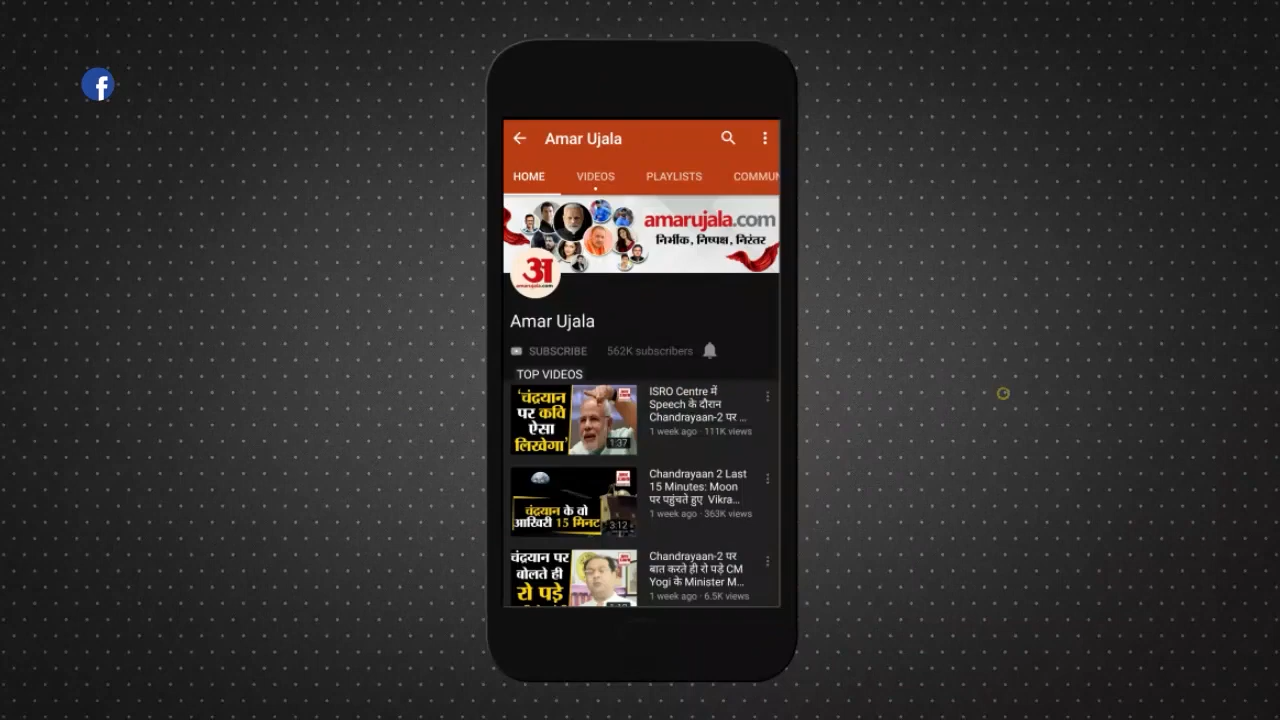 f
Amar Ujala
HOME VIDEOS PLAYLISTS COMMUN
amarujala.com
निर्भीक, निष्पक्ष, निरंतर
अ
amarujala.com
Amar Ujala
SUBSCRIBE 562K subscribers
TOP VIDEOS
'चंद्रयान
पर कवि
ऐसा
लिखेगा'
1:37
ISRO Centre में
Speech के दौरान
Chandrayaan-2 पर ...
1 week ago · 111K views
चंद्रयान के वो
आखिरी 15 मिनट
3:12
Chandrayaan 2 Last
15 Minutes: Moon
पर पहुंचते हुए Vikra...
1 week ago · 363K views
चंद्रयान पर
बोलते ही
रो पड़े
Chandrayaan-2 पर
बात करते ही रो पड़े CM
Yogi के Minister M...
1 week ago · 6.5K views